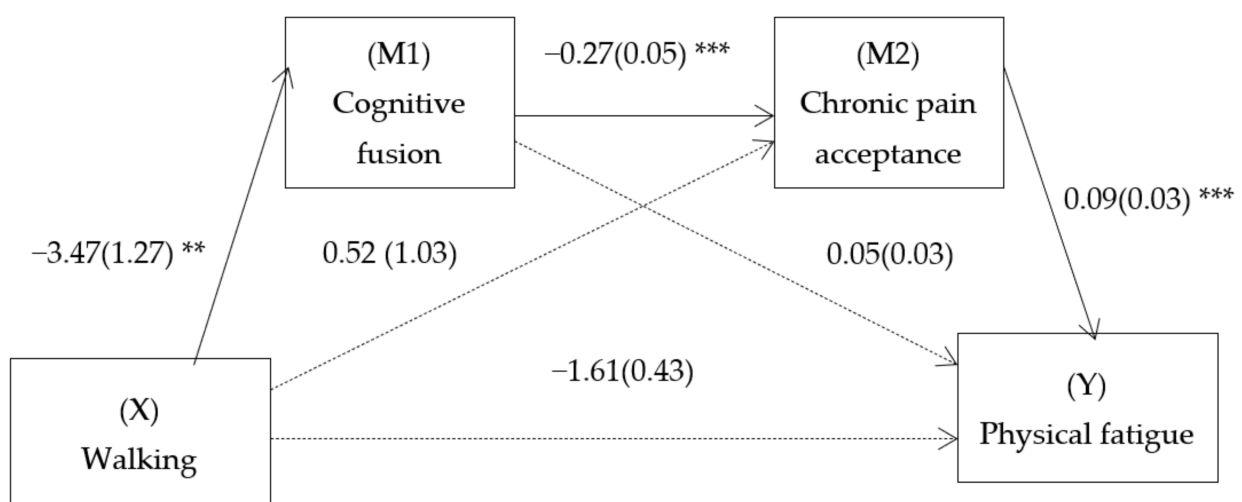 (M1)
Cognitive
fusion
−0.27(0.05) ***
(M2)
Chronic pain
acceptance
−3.47(1.27) **
0.52 (1.03)
0.05(0.03)
0.09(0.03) ***
−1.61(0.43)
(X)
Walking
(Y)
Physical fatigue